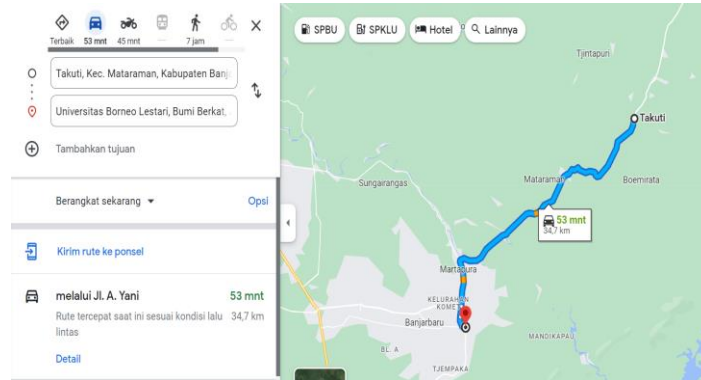 Terbaik
53 mnt
45 mnt
7 jam
Takuti, Kec. Mataraman, Kabupaten Banj
Universitas Borneo Lestari, Bumi Berkat,
Tambahkan tujuan
Berangkat sekarang
Opsi
Kirim rute ke ponsel
melalui Jl. A. Yani
53 mnt
Rute tercepat saat ini sesuai kondisi lalu
34,7 km
lintas
Detail
SPBU
SPKLU
Hotel
Lainnya
Tjintapuri
Takuti
Sungairangas
Mataraman
Boemirata
53 mnt
34,7 km
Martapura
KELURAHAN
KOMET
Banjarbaru
MANDIKAPAU
BL. A
TJEMPAKA